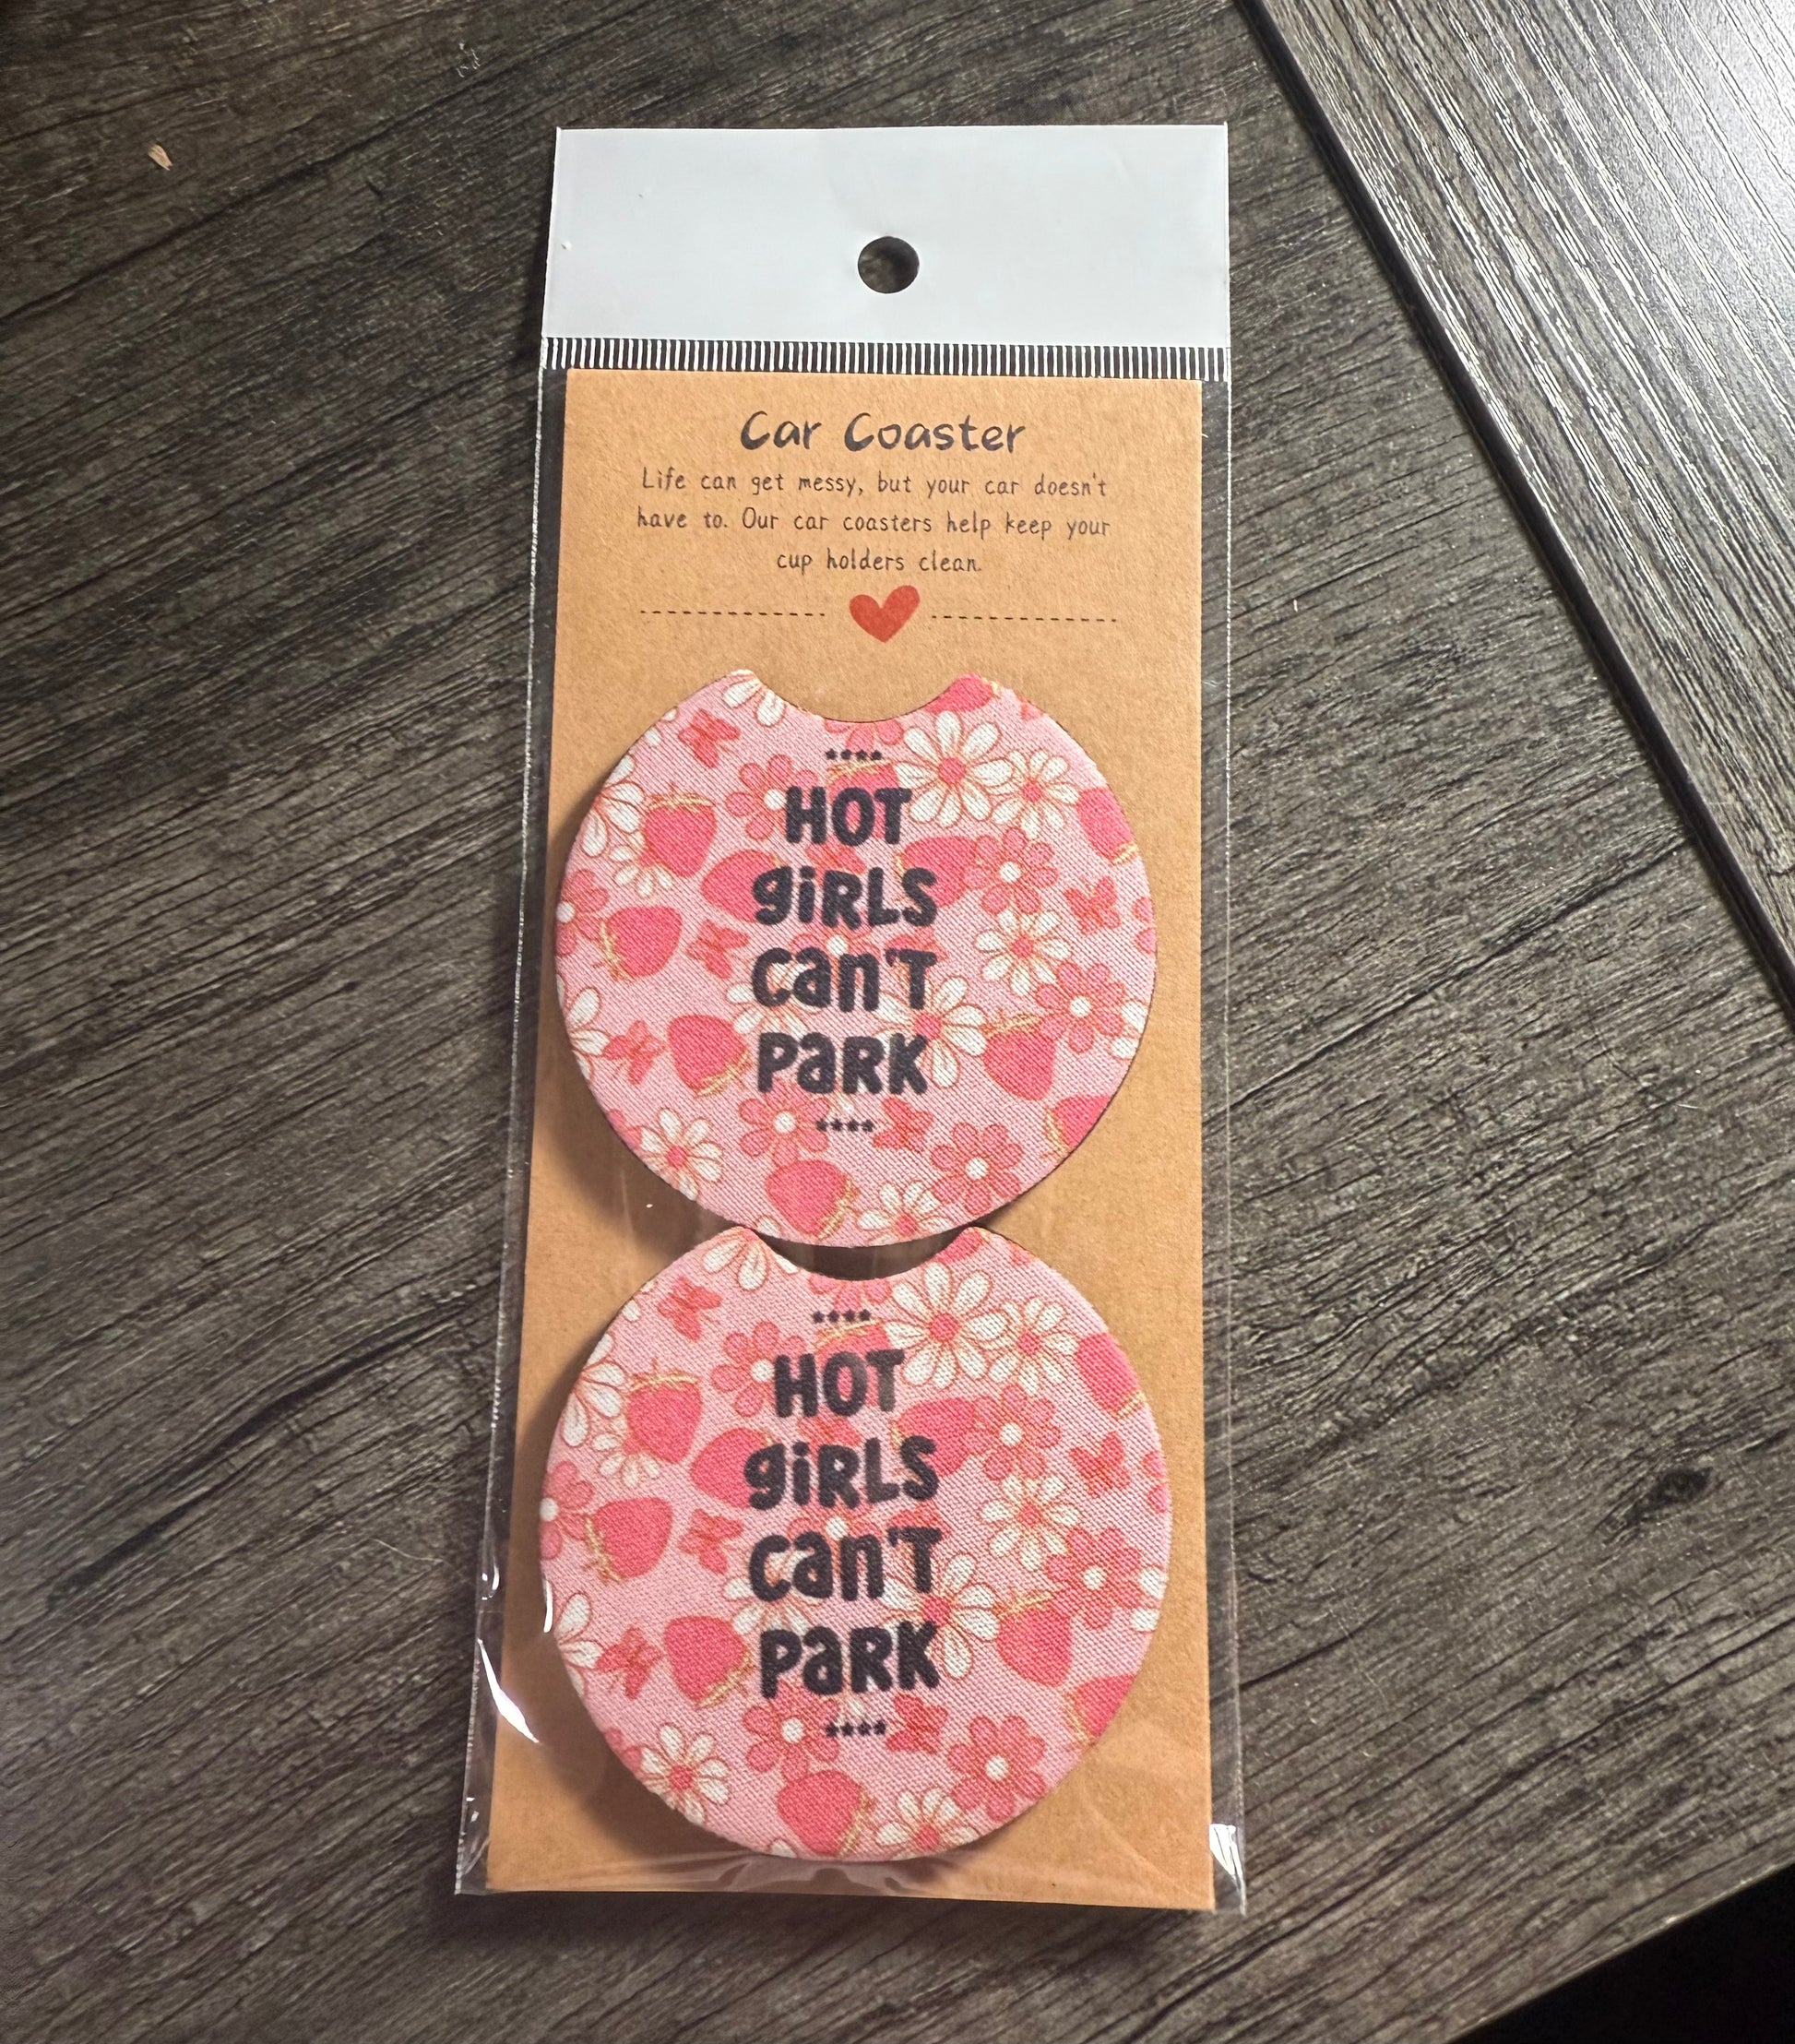 Car Coaster
Life can get messy, but your car doesn't
have to. Our car coasters help keep your
cup holders clean.
HOT
giRLS
can'T
PaRK
HOT
giRLS
can'T
PaRK